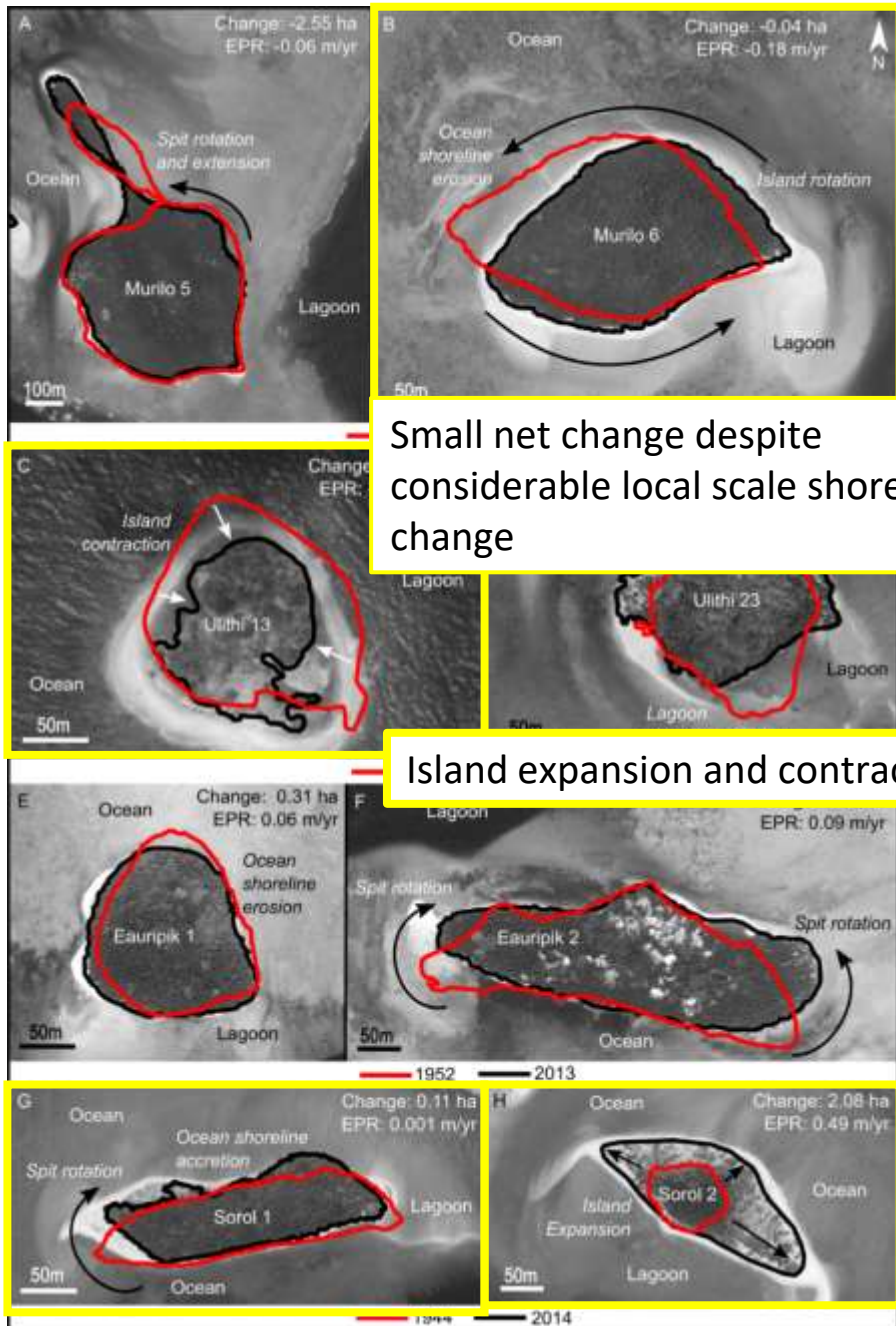 A
Change: -2.55 ha
EPR: -0.06 m/yr
Spit rotation
and extension
Ocean
Murilo 5
Lagoon
100m
B
Ocean
Change: -0.04 ha
EPR: -0.18 m/yr
N
Ocean
shoreline
erosion
Island rotation
Murilo 6
Lagoon
50m
Small net change despite
considerable local scale shore
change
C
Change
EPR:
Island
contraction
Lagoon
Ulithi 13
Ocean
50m
Ulithi 23
Lagoon
Lagoon
50m
Island expansion and contrac
E
Ocean
Change: 0.31 ha
EPR: 0.06 m/yr
Ocean
shoreline
erosion
Eauripik 1
Lagoon
50m
F
Lagoon
EPR: 0.09 m/yr
Spit rotation
Eauripik 2
Spit rotation
Ocean
50m
1952 2013
G
Ocean
Change: 0.11 ha
EPR: 0.001 m/yr
Ocean shoreline
accretion
Spit rotation
Sorol 1
Lagoon
50m
Ocean
H
Ocean
Change: 2.08 ha
EPR: 0.49 m/yr
Sorol 2
Ocean
Island
Expansion
Lagoon
50m
1944 2014